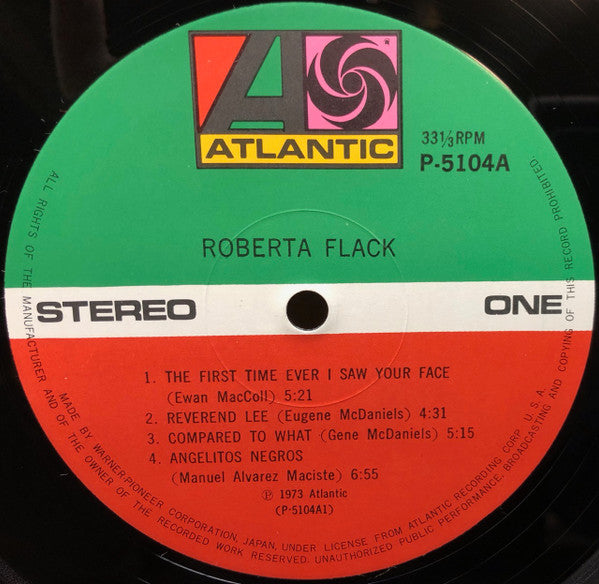 ATLANTIC
33⅓ RPM
P-5104A
ROBERTA FLACK
STEREO
ONE
1. THE FIRST TIME EVER I SAW YOUR FACE
(Ewan MacColl) 5:21
2. REVEREND LEE (Eugene McDaniels) 4:31
3. COMPARED TO WHAT (Gene McDaniels) 5:15
4. ANGELITOS NEGROS
(Manuel Alvarez Maciste) 6:55
Ⓟ 1973 Atlantic
(P-5104A1)
MADE BY WARNER-PIONEER CORPORATION, JAPAN, UNDER LICENSE FROM ATLANTIC RECORDING CORP. U. S. A.
ALL RIGHTS OF THE MANUFACTURER AND OF THE OWNER OF THE RECORDED WORK RESERVED. UNAUTHORIZED PUBLIC PERFORMANCE, BROADCASTING AND COPYING OF THIS RECORD PROHIBITED.